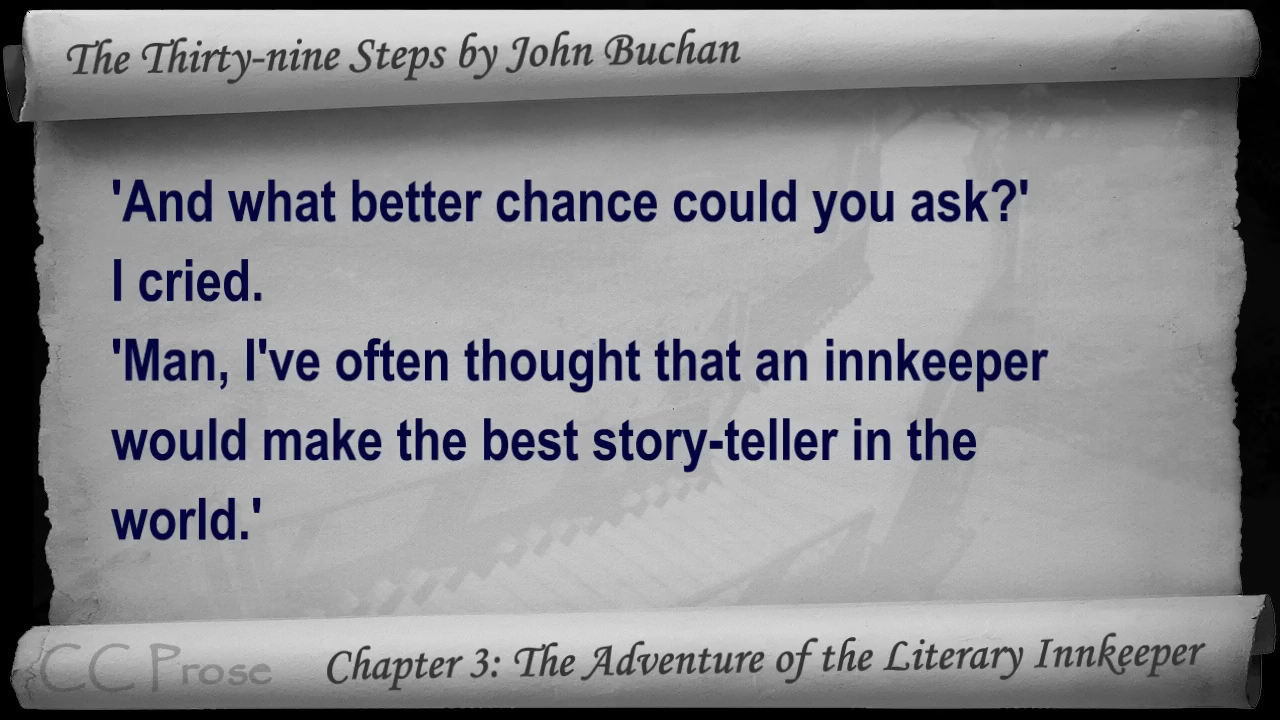 The Thirty-nine Steps by John Buchan
'And what better chance could you ask?'
I cried.
'Man, I've often thought that an innkeeper
would make the best story-teller in the
world.'
CC Prose
Chapter 3: The Adventure of the Literary Innkeeper